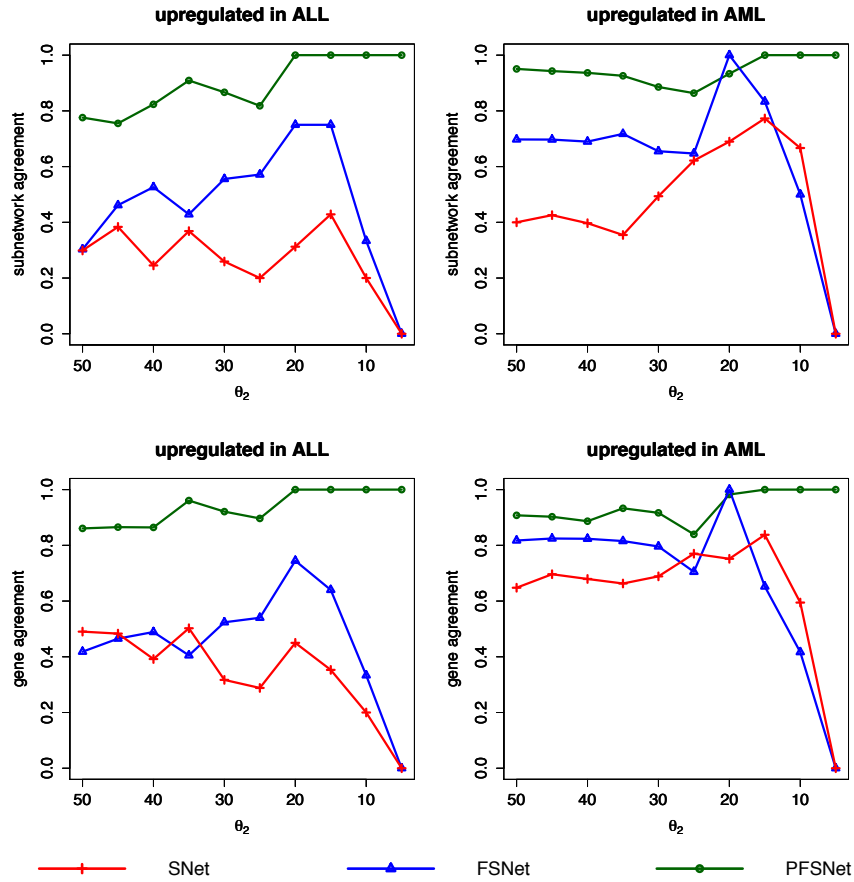 upregulated in ALL
subnetwork agreement
1.0
0.8
0.6
0.4
0.2
0.0
50 40 30 20 10
θ2
upregulated in AML
subnetwork agreement
1.0
0.8
0.6
0.4
0.2
0.0
50 40 30 20 10
θ2
upregulated in ALL
gene agreement
1.0
0.8
0.6
0.4
0.2
0.0
50 40 30 20 10
θ2
upregulated in AML
gene agreement
1.0
0.8
0.6
0.4
0.2
0.0
50 40 30 20 10
θ2
SNet FSNet PFSNet